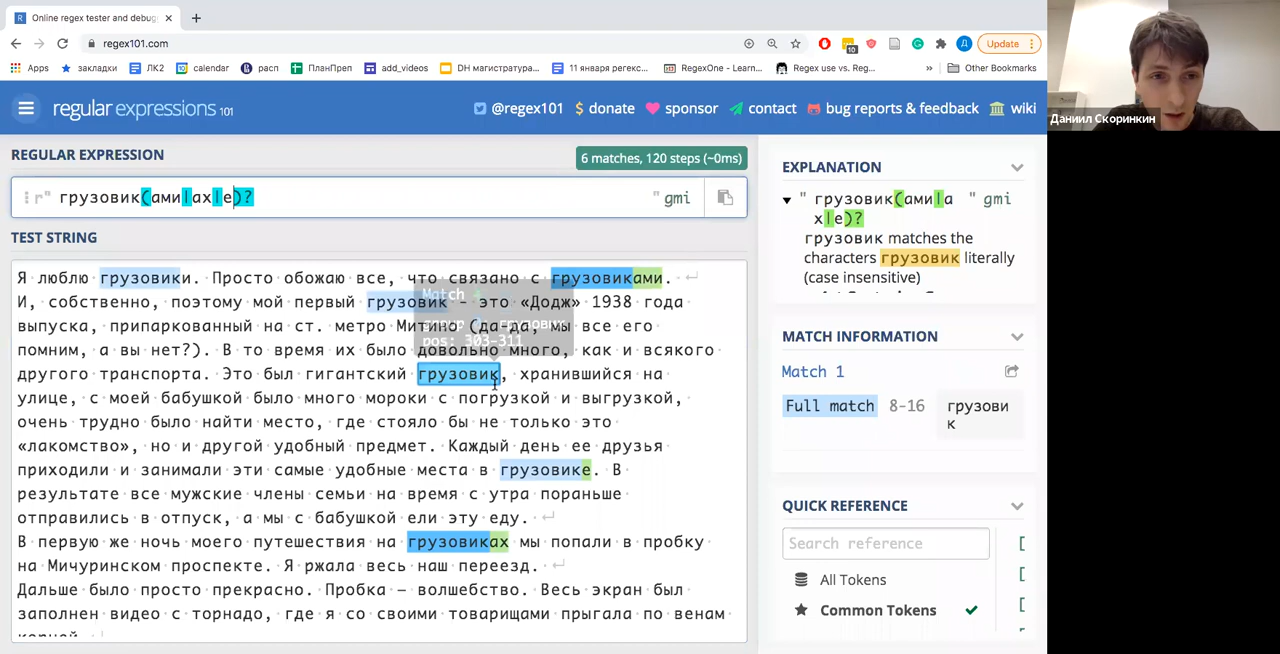 Online regex tester and debug
regex101.com
10
Д
Update
Apps
закладки
ЛК2
calendar
расп
ПланПреп
add_videos
DH магистратура...
11 января регекс...
RegexOne - Learn...
Regex use vs. Reg...
»
Other Bookmarks
regular expressions 101
@regex101
$ donate
sponsor
contact
bug reports & feedback
wiki
Даниил Скоринкин
REGULAR EXPRESSION
6 matches, 120 steps (~0ms)
r" грузовик(ами|ах|е)? " gmi
TEST STRING
Я люблю грузовики. Просто обожаю все, что связано с грузовиками.
И, собственно, поэтому мой первый грузовик - это «Додж» 1938 года
выпуска, припаркованный на ст. метро Митино (да-да, мы все его
помним, а вы нет?). В то время их было довольно много, как и всякого
другого транспорта. Это был гигантский грузовик, хранившийся на
улице, с моей бабушкой было много мороки с погрузкой и выгрузкой,
очень трудно было найти место, где стояло бы не только это
«лакомство», но и другой удобный предмет. Каждый день ее друзья
приходили и занимали эти самые удобные места в грузовике. В
результате все мужские члены семьи на время с утра пораньше
отправились в отпуск, а мы с бабушкой ели эту еду.
В первую же ночь моего путешествия на грузовиках мы попали в пробку
на Мичуринском проспекте. Я ржала весь наш переезд.
Дальше было просто прекрасно. Пробка — волшебство. Весь экран был
заполнен видео с торнадо, где я со своими товарищами прыгала по венам
Match
pos: 303-311
EXPLANATION
" грузовик(ами|а " gmi
х|е)?
грузовик matches the
characters грузовик literally
(case insensitive)
MATCH INFORMATION
Match 1
Full match 8-16 грузови
к
QUICK REFERENCE
Search reference
All Tokens
Common Tokens